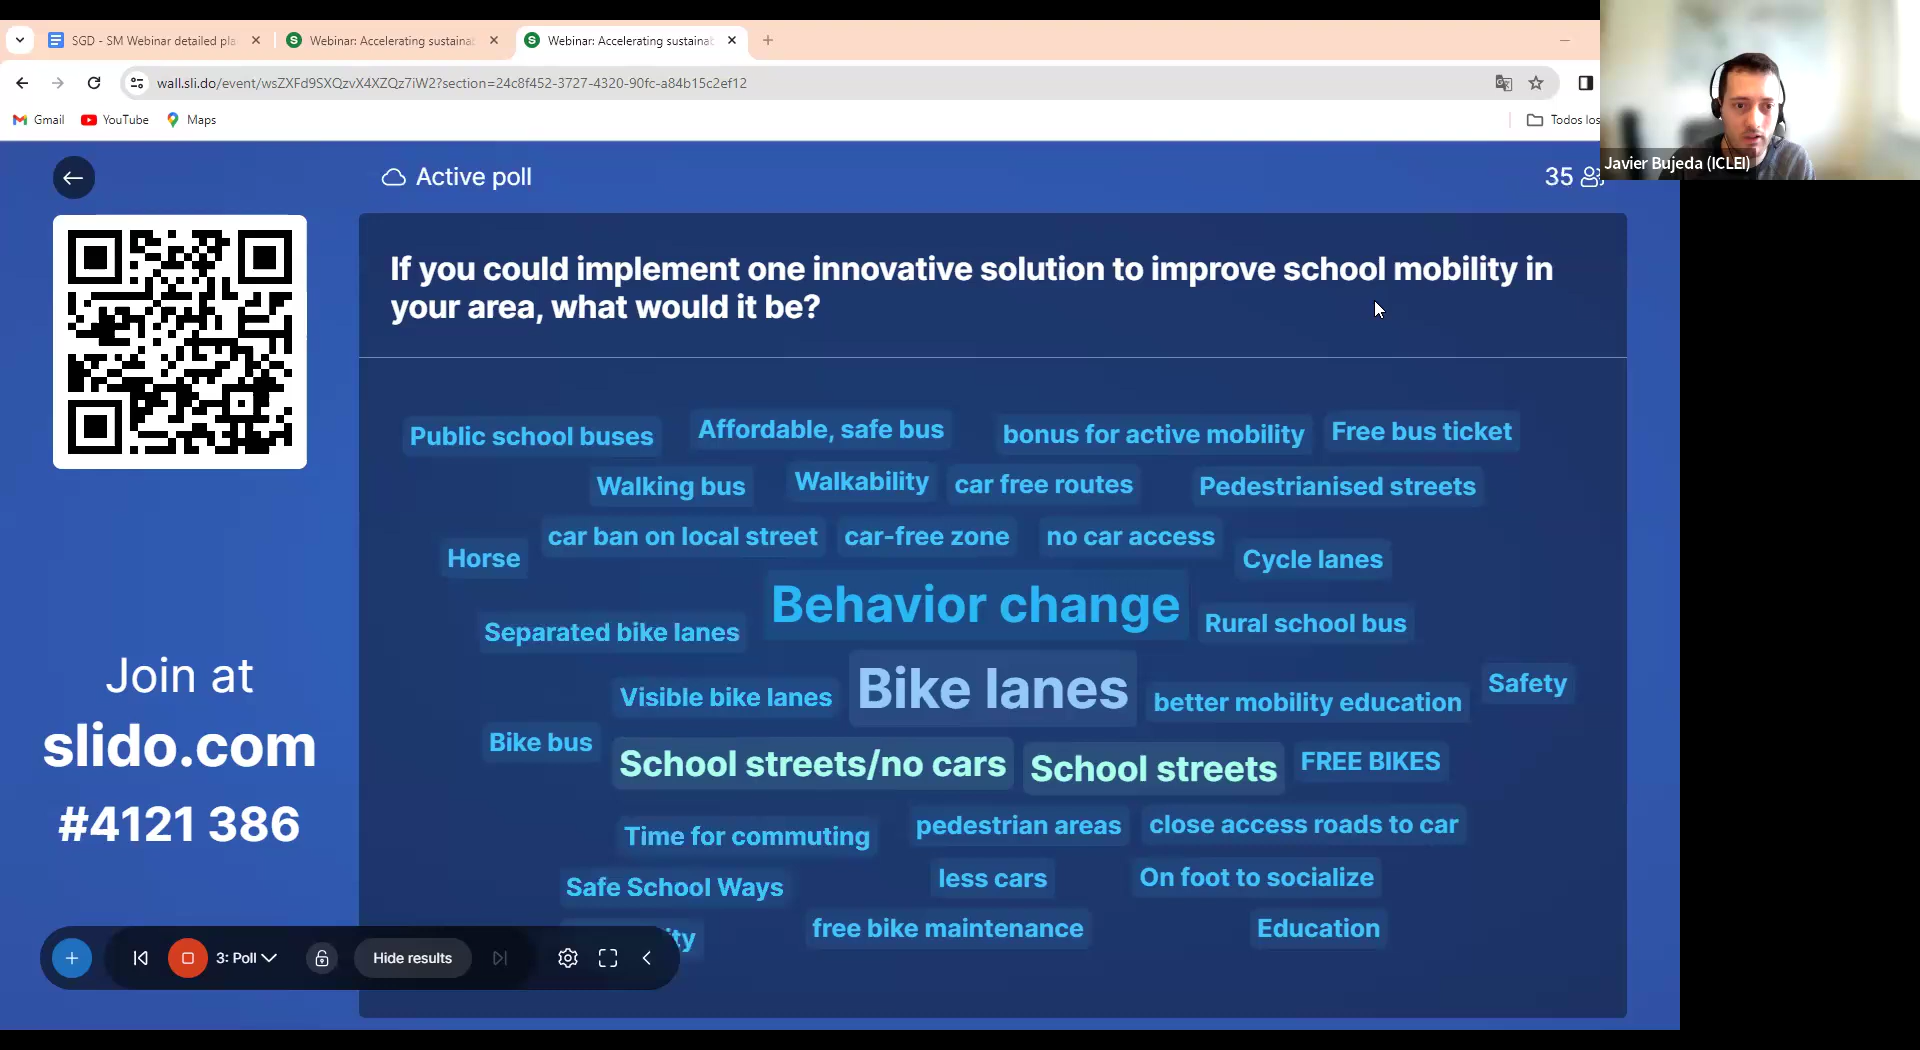 SGD - SM Webinar detailed pla
Webinar: Accelerating sustaina
Webinar: Accelerating sustainab
wall.sli.do/event/wsZXFd9SXQzvX4XZQz7iW2?section=24c8f452-3727-4320-90fc-a84b15c2ef12
Gmail
YouTube
Maps
Todos los
Javier Bujeda (ICLEI)
Active poll
35
If you could implement one innovative solution to improve school mobility in
your area, what would it be?
Public school buses
Affordable, safe bus
bonus for active mobility
Free bus ticket
Walking bus
Walkability
car free routes
Pedestrianised streets
Horse
car ban on local street
car-free zone
no car access
Cycle lanes
Behavior change
Separated bike lanes
Rural school bus
Visible bike lanes
Bike lanes
better mobility education
Safety
Bike bus
School streets/no cars
School streets
FREE BIKES
Time for commuting
pedestrian areas
close access roads to car
Safe School Ways
less cars
On foot to socialize
free bike maintenance
Education
Join at
slido.com
#4121 386
3: Poll
Hide results